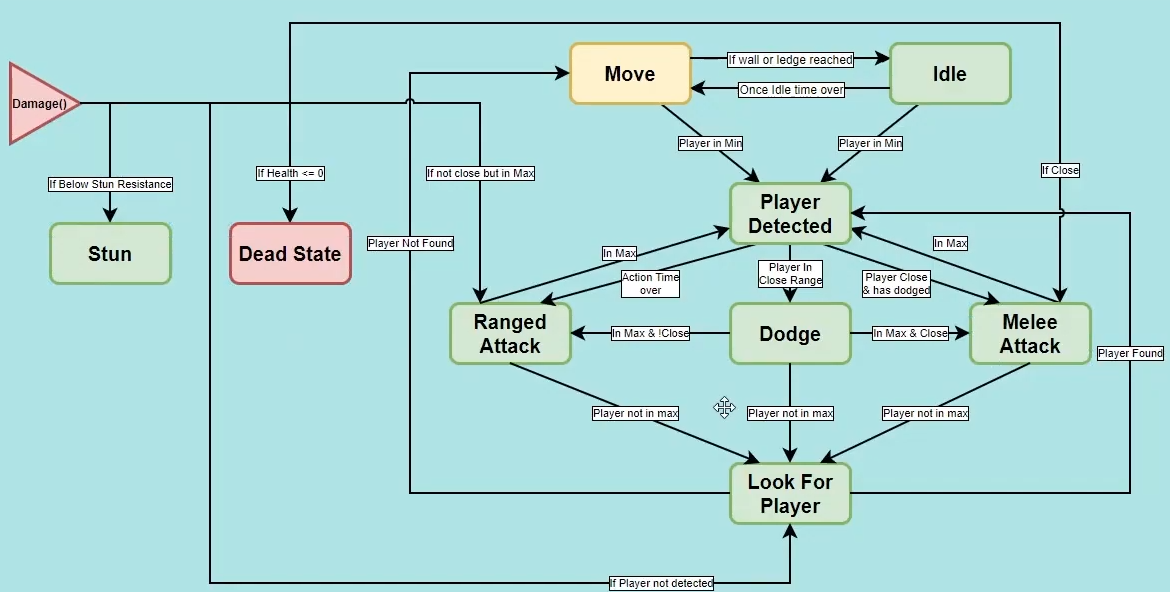 Move
If wall or ledge reached
Idle
Once Idle time over
Damage()
Player in Min
Player in Min
If Below Stun Resistance
If Health <= 0
If not close but in Max
If Close
Stun
Dead State
Player Not Found
Player
Detected
In Max
In Max
Action Time
over
Player In
Close Range
Player Close
& has dodged
Ranged
Attack
In Max & !Close
Dodge
In Max & Close
Melee
Attack
Player Found
Player not in max
Player not in max
Player not in max
Look For
Player
If Player not detected